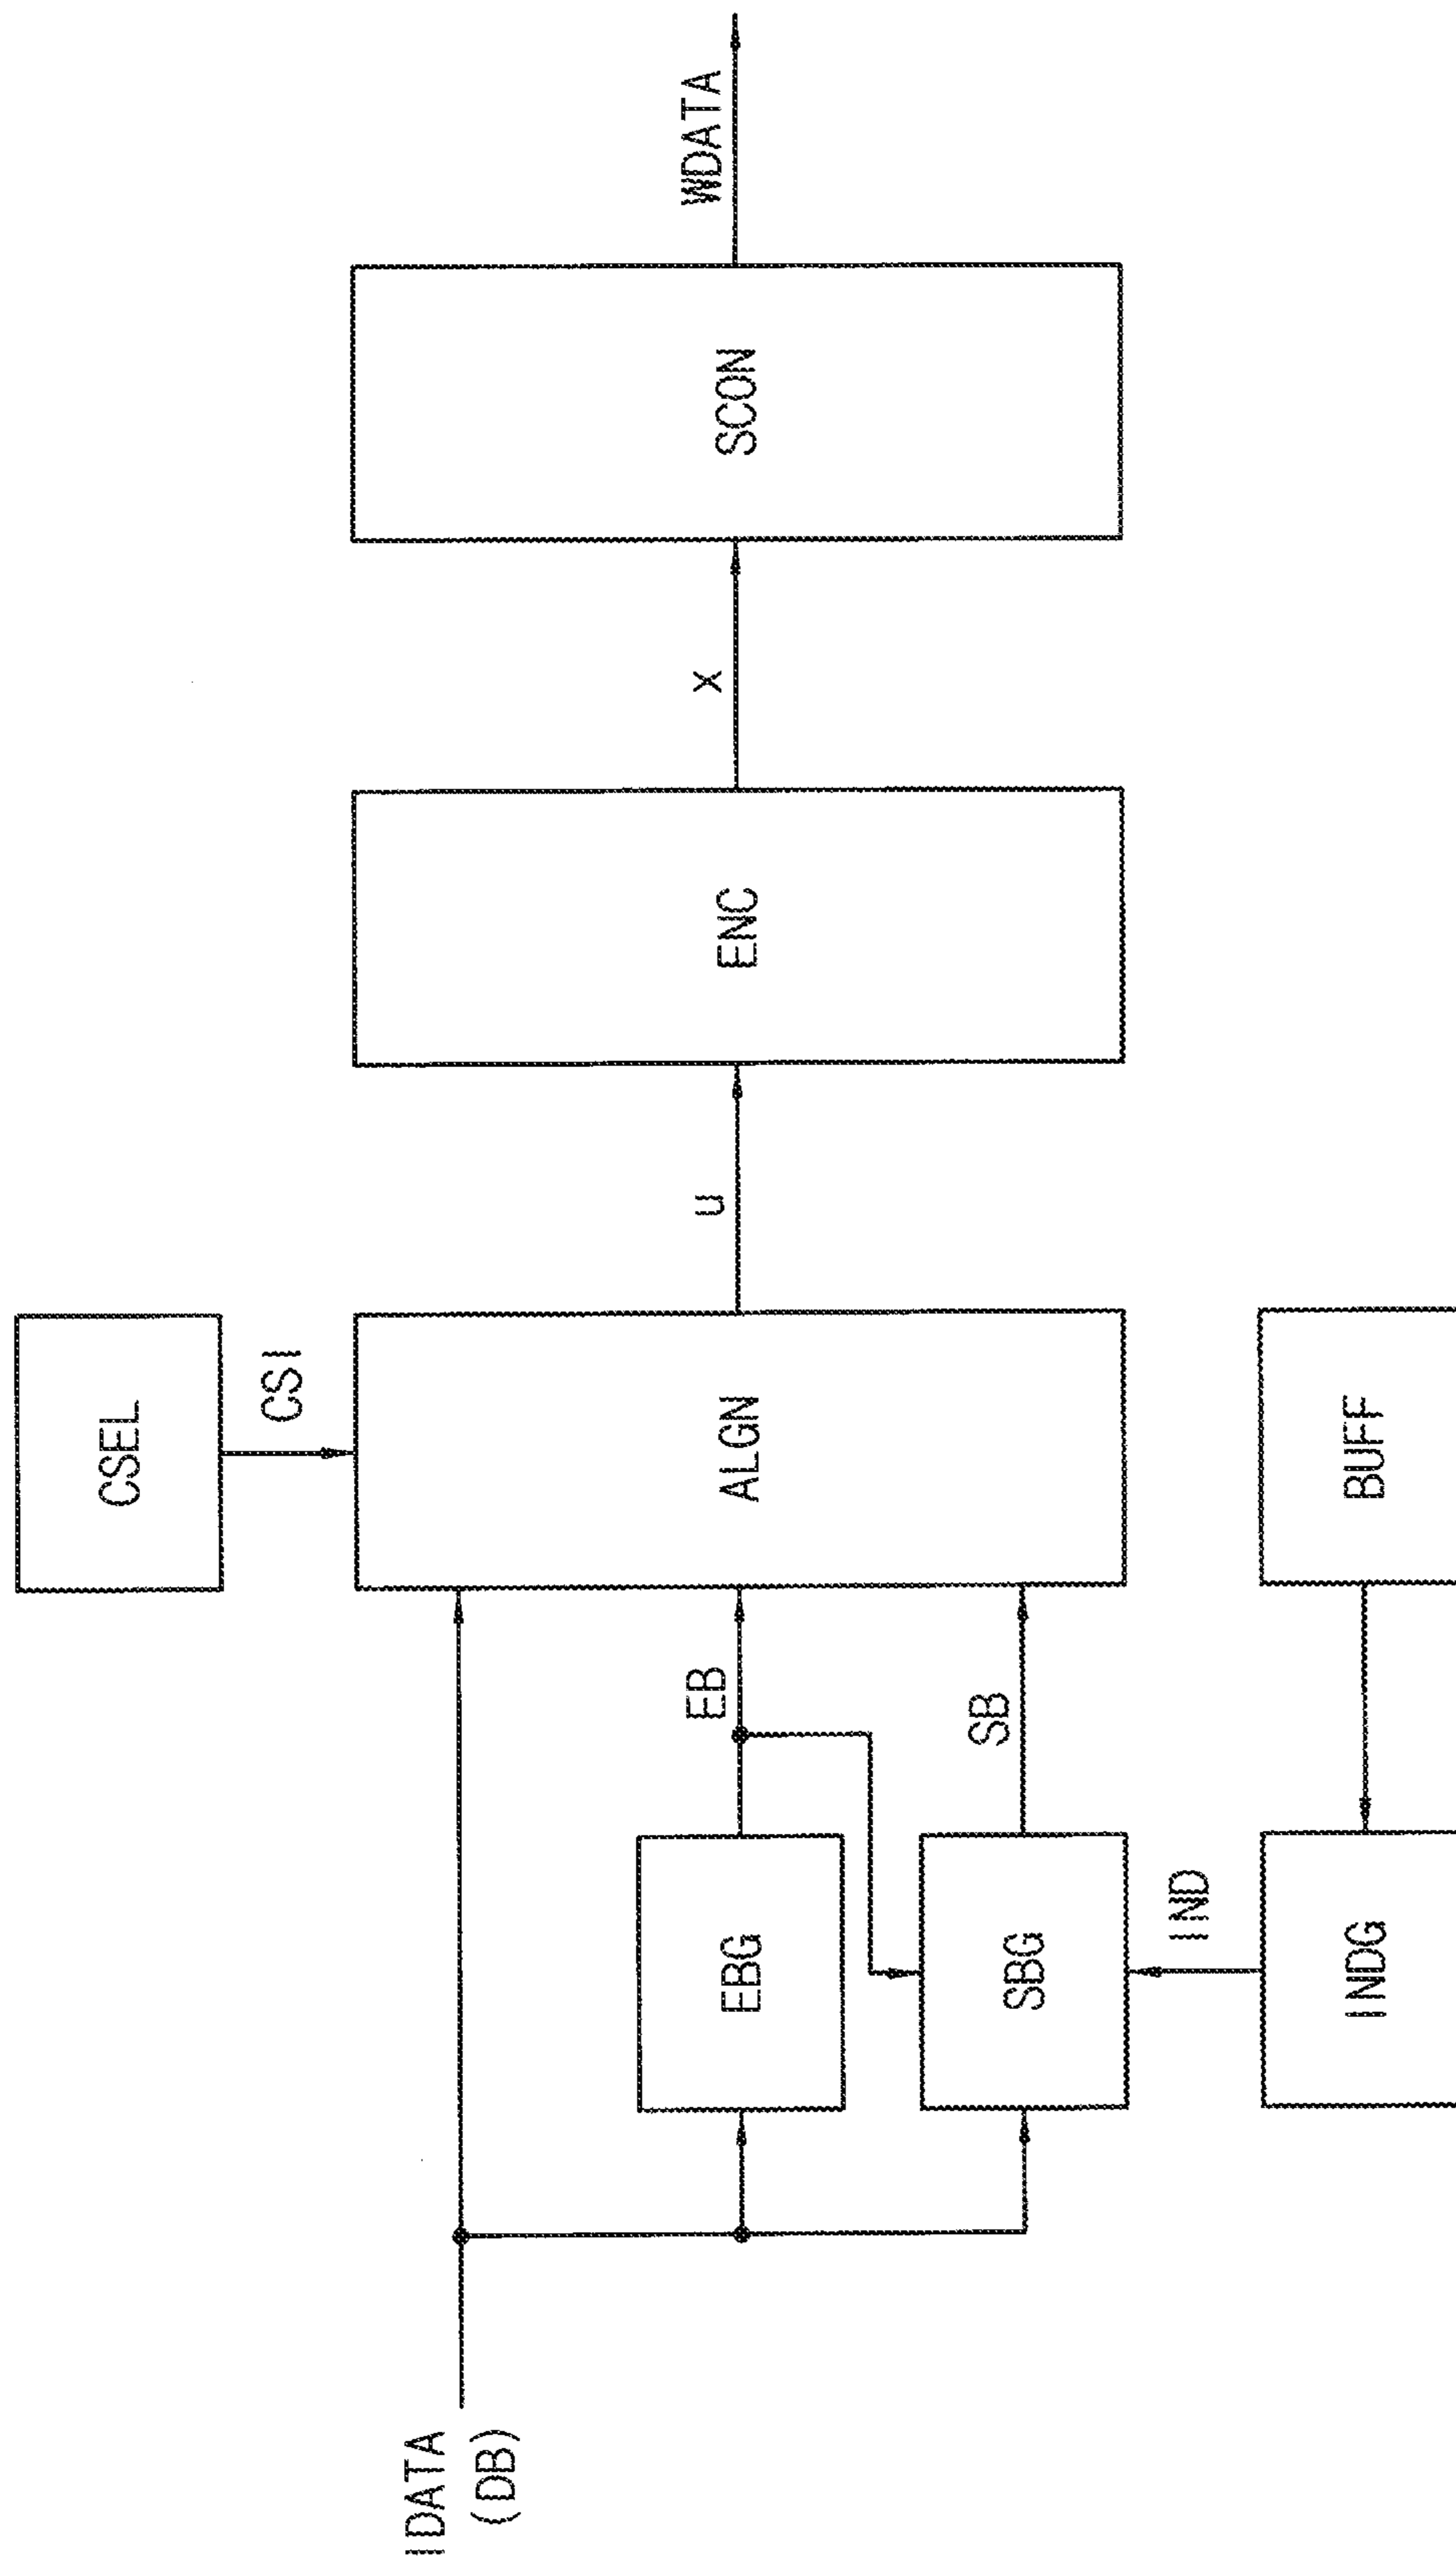 CSEL
CSI
IDATA
(DB)
EBG
EB
ALGN
u
ENC
x
SCON
WDATA
SBG
SB
IND
INDG
BUFF